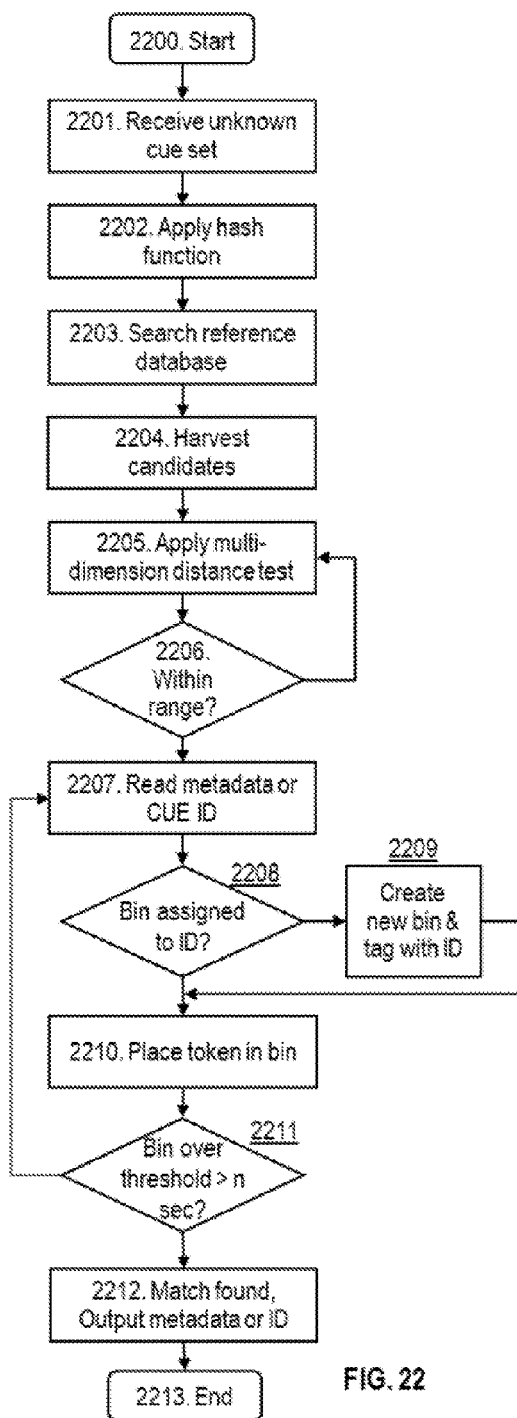 2200. Start
2201. Receive unknown
cue set
2202. Apply hash
function
2203. Search reference
database
2204. Harvest
candidates
2205. Apply multi-
dimension distance test
2206.
Within
range?
2207. Read metadata or
CUE ID
2208
Bin assigned
to ID?
2209
Create
new bin &
tag with ID
2210. Place token in bin
2211
Bin over
threshold > n
sec?
2212. Match found,
Output metadata or ID
2213. End
FIG. 22